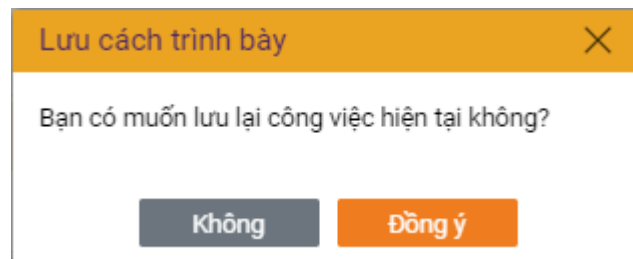 Lưu cách trình bày
Bạn có muốn lưu lại công việc hiện tại không?
Không
Đồng ý